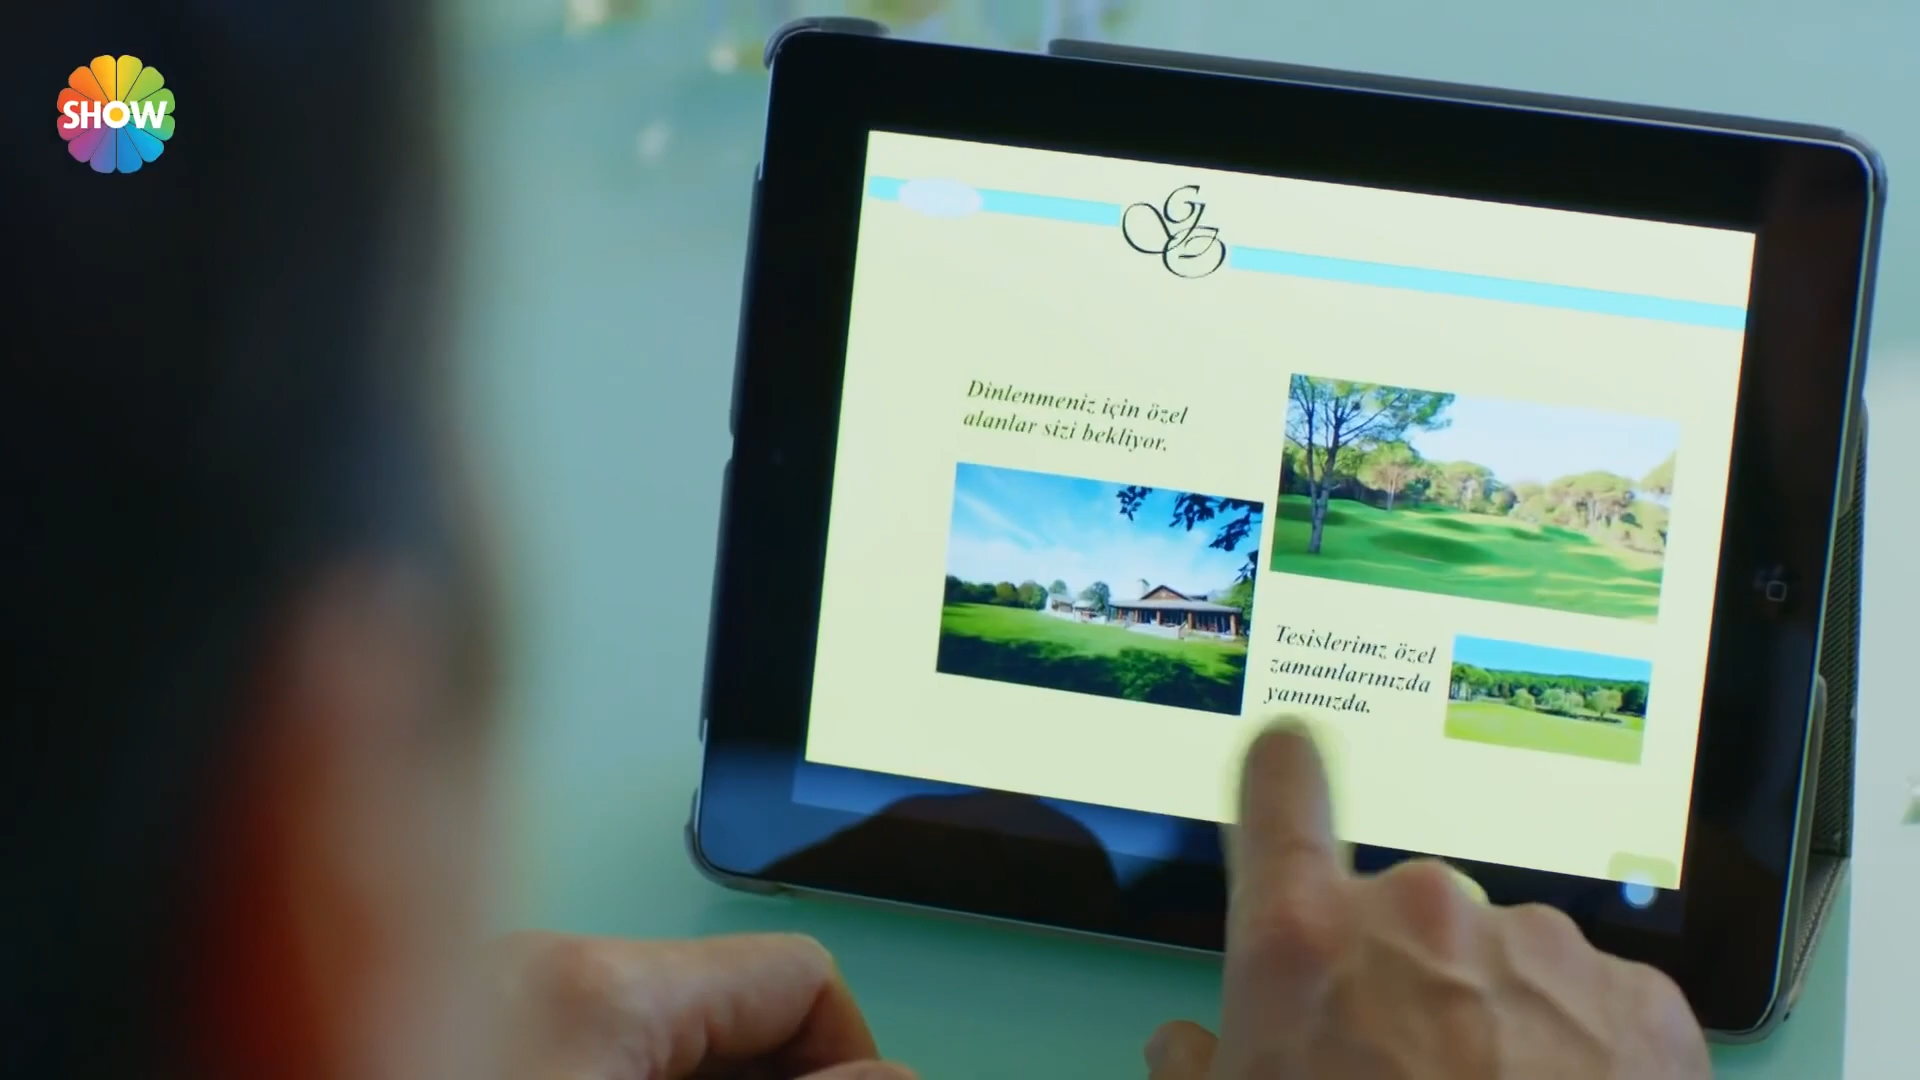 SHOW
Dinlenmeniz için özel
alanlar sizi bekliyor.
Tesislerimz özel
zamanlarınızda
yanınızda.